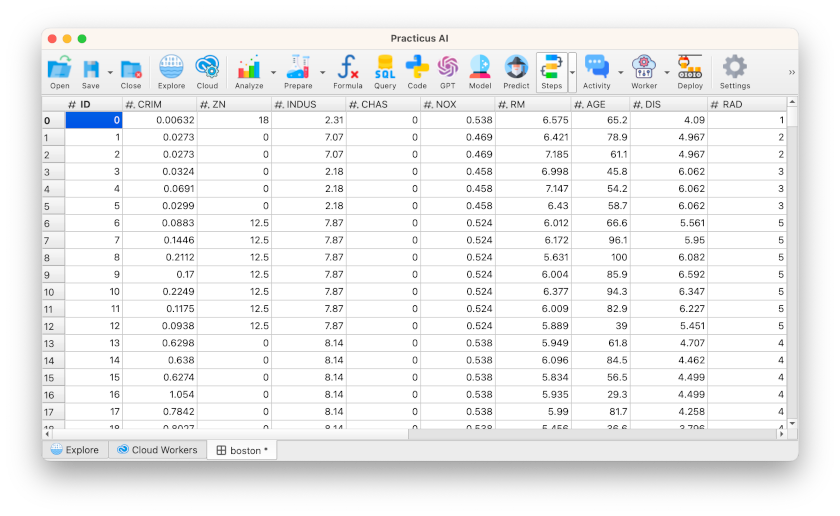 Practicus AI
Open Save Close Explore Cloud Analyze Prepare Formula Query Code GPT Model Predict Steps Activity Worker Deploy Settings »
# ID #. CRIM #. ZN #. INDUS #. CHAS #. NOX #. RM #. AGE #. DIS # RAD
0 0 0.00632 18 2.31 0 0.538 6.575 65.2 4.09 1
1 1 0.0273 0 7.07 0 0.469 6.421 78.9 4.967 2
2 2 0.0273 0 7.07 0 0.469 7.185 61.1 4.967 2
3 3 0.0324 0 2.18 0 0.458 6.998 45.8 6.062 3
4 4 0.0691 0 2.18 0 0.458 7.147 54.2 6.062 3
5 5 0.0299 0 2.18 0 0.458 6.43 58.7 6.062 3
6 6 0.0883 12.5 7.87 0 0.524 6.012 66.6 5.561 5
7 7 0.1446 12.5 7.87 0 0.524 6.172 96.1 5.95 5
8 8 0.2112 12.5 7.87 0 0.524 5.631 100 6.082 5
9 9 0.17 12.5 7.87 0 0.524 6.004 85.9 6.592 5
10 10 0.2249 12.5 7.87 0 0.524 6.377 94.3 6.347 5
11 11 0.1175 12.5 7.87 0 0.524 6.009 82.9 6.227 5
12 12 0.0938 12.5 7.87 0 0.524 5.889 39 5.451 5
13 13 0.6298 0 8.14 0 0.538 5.949 61.8 4.707 4
14 14 0.638 0 8.14 0 0.538 6.096 84.5 4.462 4
15 15 0.6274 0 8.14 0 0.538 5.834 56.5 4.499 4
16 16 1.054 0 8.14 0 0.538 5.935 29.3 4.499 4
17 17 0.7842 0 8.14 0 0.538 5.99 81.7 4.258 4
18 18 0.8027 0 8.14 0 0.538 5.456 36.6 3.796 4
Explore Cloud Workers boston *